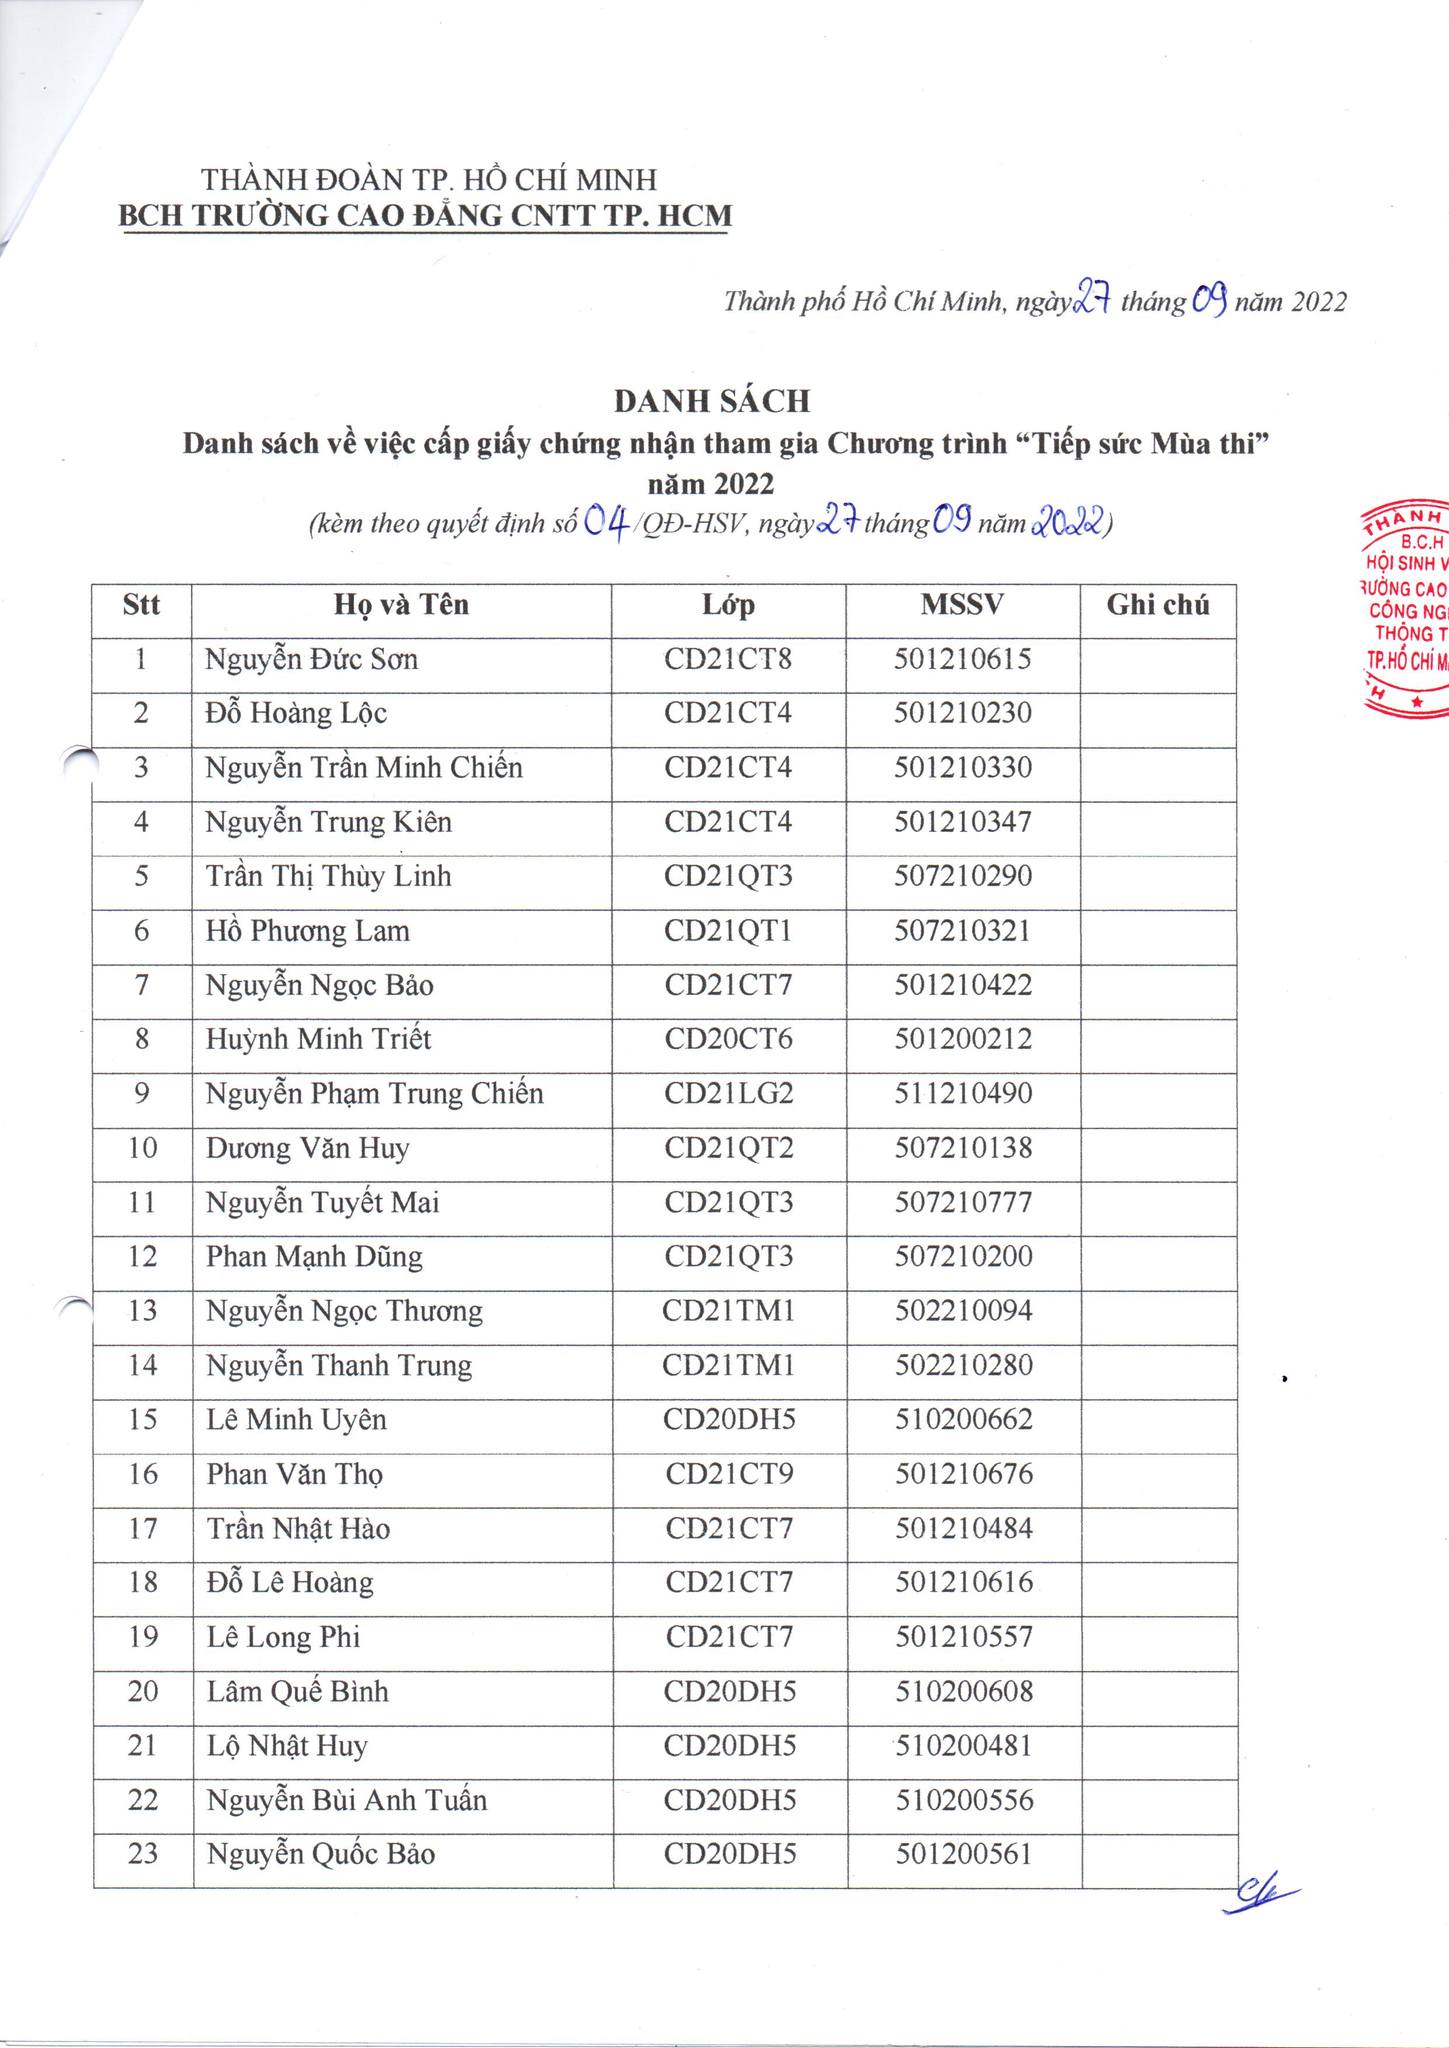 THÀNH ĐOÀN TP. HỒ CHÍ MINH
BCH TRƯỜNG CAO ĐẲNG CNTT TP. HCM
Thành phố Hồ Chí Minh, ngày 27 tháng 09 năm 2022
DANH SÁCH
Danh sách về việc cấp giấy chứng nhận tham gia Chương trình “Tiếp sức Mùa thi”
năm 2022
(kèm theo quyết định số 04/QĐ-HSV, ngày 27 tháng 09 năm 2022)
THÀNH
B.C.H
HỘI SINH V
RƯỜNG CAO
CÔNG NG
THÔNG T
TP.HỒ CHÍ M
Stt Họ và Tên Lớp MSSV Ghi chú
1 Nguyễn Đức Sơn CD21CT8 501210615
2 Đỗ Hoàng Lộc CD21CT4 501210230
3 Nguyễn Trần Minh Chiến CD21CT4 501210330
4 Nguyễn Trung Kiên CD21CT4 501210347
5 Trần Thị Thùy Linh CD21QT3 507210290
6 Hồ Phương Lam CD21QT1 507210321
7 Nguyễn Ngọc Bảo CD21CT7 501210422
8 Huỳnh Minh Triết CD20CT6 501200212
9 Nguyễn Phạm Trung Chiến CD21LG2 511210490
10 Dương Văn Huy CD21QT2 507210138
11 Nguyễn Tuyết Mai CD21QT3 507210777
12 Phan Mạnh Dũng CD21QT3 507210200
13 Nguyễn Ngọc Thương CD21TM1 502210094
14 Nguyễn Thanh Trung CD21TM1 502210280
15 Lê Minh Uyên CD20DH5 510200662
16 Phan Văn Thọ CD21CT9 501210676
17 Trần Nhật Hào CD21CT7 501210484
18 Đỗ Lê Hoàng CD21CT7 501210616
19 Lê Long Phi CD21CT7 501210557
20 Lâm Quế Bình CD20DH5 510200608
21 Lộ Nhật Huy CD20DH5 510200481
22 Nguyễn Bùi Anh Tuấn CD20DH5 510200556
23 Nguyễn Quốc Bảo CD20DH5 501200561